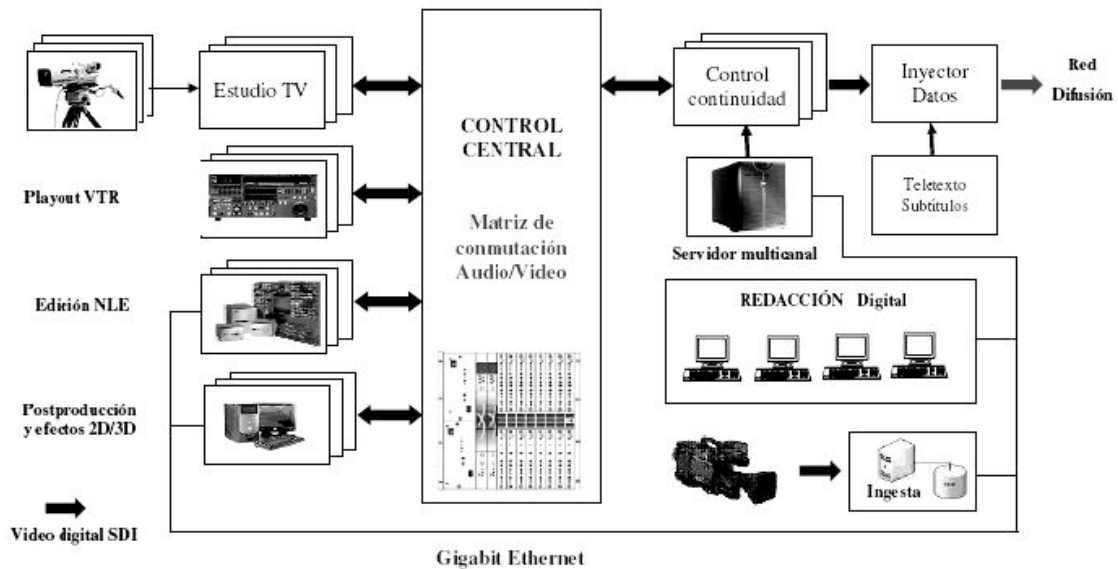 Estudio TV
Control
continuidad
Inyector
Datos
Red
Difusión
CONTROL
CENTRAL
Playout VTR
Matriz de
conmutación
Audio/Video
Teletexto
Subtítulos
Servidor multicanal
Edición NLE
REDACCIÓN Digital
Postproducción
y efectos 2D/3D
Ingesta
Video digital SDI
Gigabit Ethernet